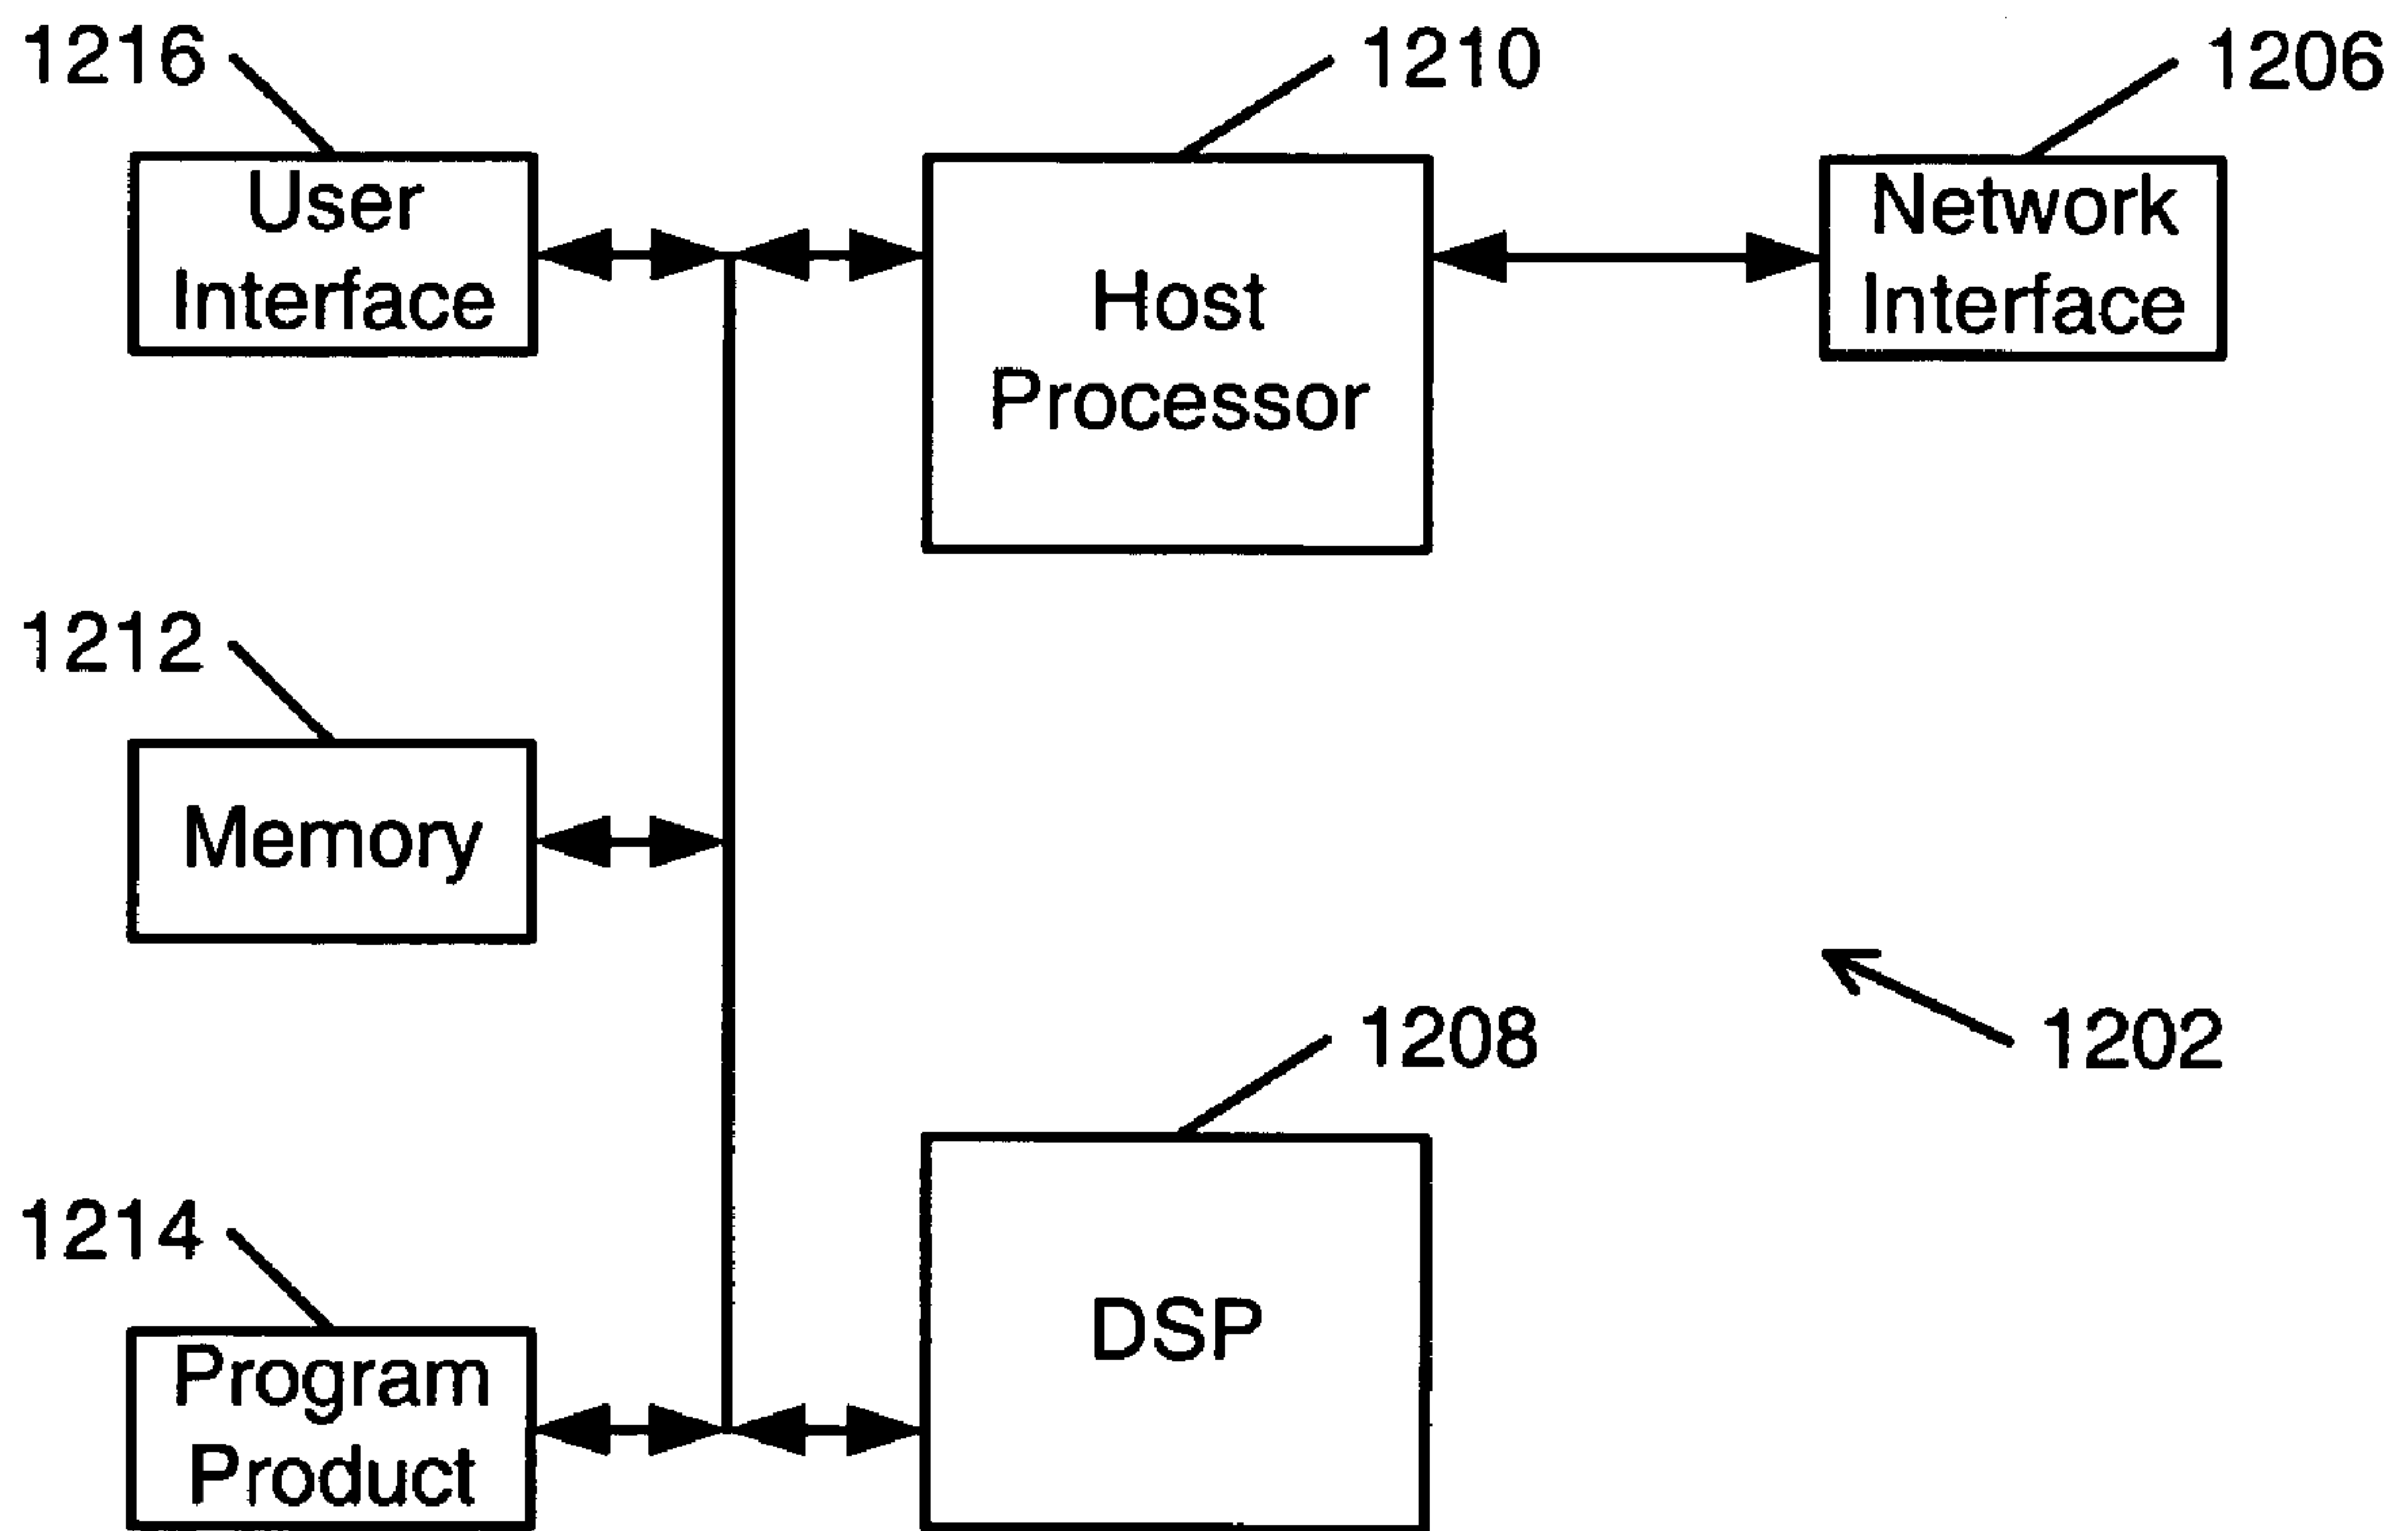 1216
1210
1206
User
Interface
Host
Processor
Network
Interface
1212
Memory
1208
1202
1214
Program
Product
DSP